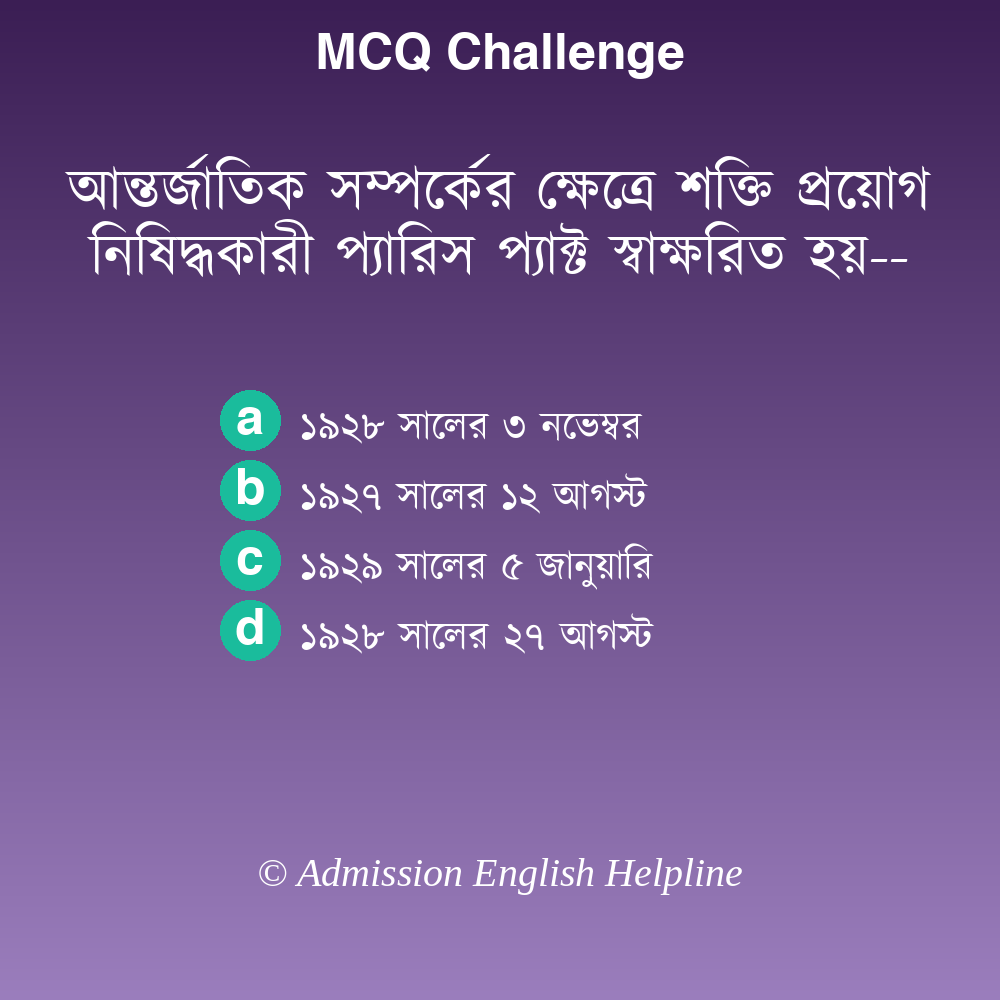 MCQ Challenge
আন্তর্জাতিক সম্পর্কের ক্ষেত্রে শক্তি প্রয়োগ
নিষিদ্ধকারী প্যারিস প্যাক্ট স্বাক্ষরিত হয়--
a ১৯২৮ সালের ৩ নভেম্বর
b ১৯২৭ সালের ১২ আগস্ট
c ১৯২৯ সালের ৫ জানুয়ারি
d ১৯২৮ সালের ২৭ আগস্ট
© Admission English Helpline